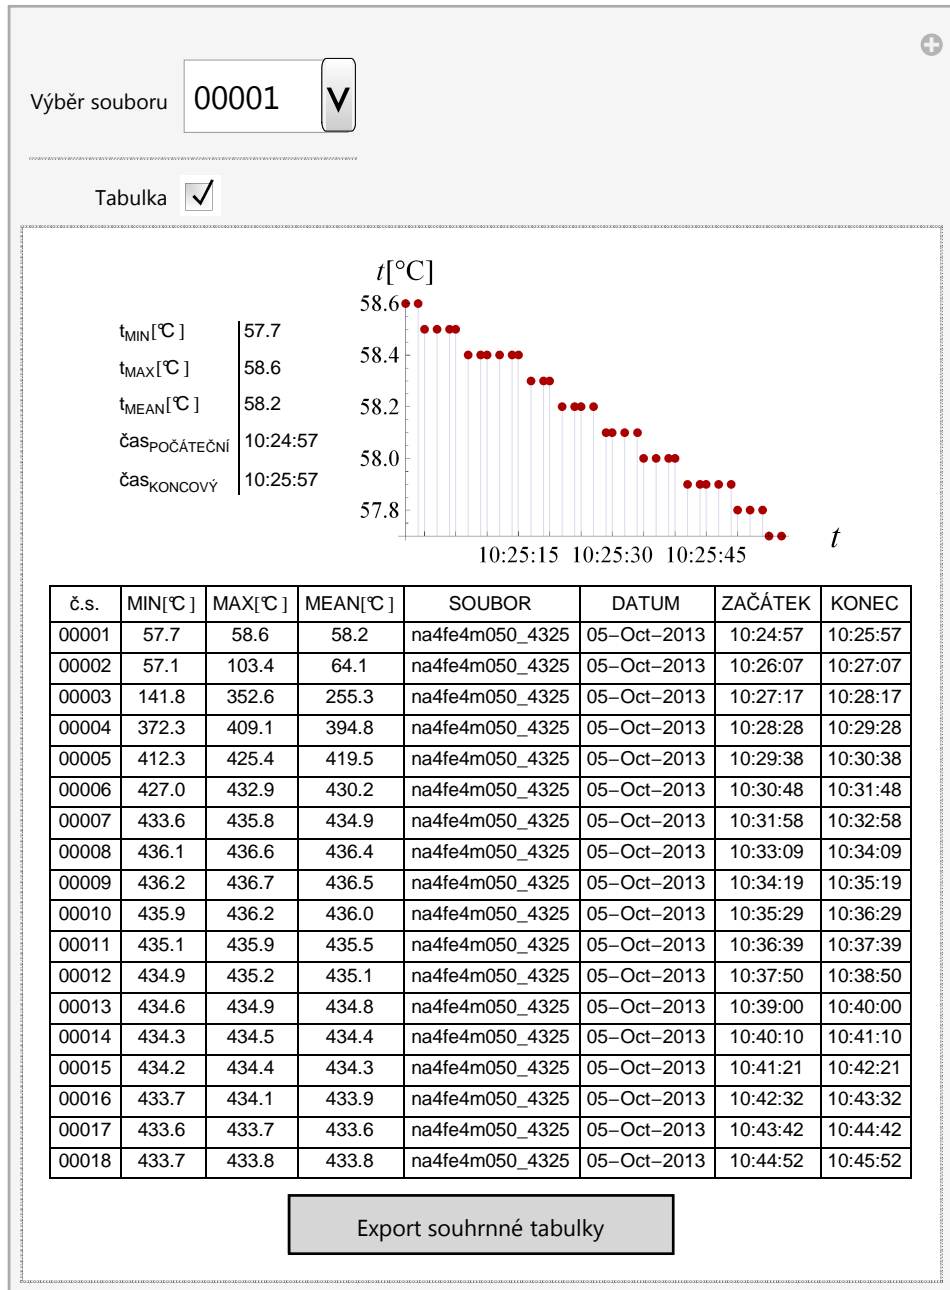 Výběr souboru 00001 V
Tabulka
t[°C]
58.6
58.4
58.2
58.0
57.8
10:25:15 10:25:30 10:25:45 t
tMIN[℃ ] 57.7
tMAX[℃ ] 58.6
tMEAN[℃ ] 58.2
časPOČÁTEČNÍ 10:24:57
časKONCOVÝ 10:25:57
č.s. MIN[℃ ] MAX[℃ ] MEAN[℃ ] SOUBOR DATUM ZAČÁTEK KONEC
00001 57.7 58.6 58.2 na4fe4m050_4325 05−Oct−2013 10:24:57 10:25:57
00002 57.1 103.4 64.1 na4fe4m050_4325 05−Oct−2013 10:26:07 10:27:07
00003 141.8 352.6 255.3 na4fe4m050_4325 05−Oct−2013 10:27:17 10:28:17
00004 372.3 409.1 394.8 na4fe4m050_4325 05−Oct−2013 10:28:28 10:29:28
00005 412.3 425.4 419.5 na4fe4m050_4325 05−Oct−2013 10:29:38 10:30:38
00006 427.0 432.9 430.2 na4fe4m050_4325 05−Oct−2013 10:30:48 10:31:48
00007 433.6 435.8 434.9 na4fe4m050_4325 05−Oct−2013 10:31:58 10:32:58
00008 436.1 436.6 436.4 na4fe4m050_4325 05−Oct−2013 10:33:09 10:34:09
00009 436.2 436.7 436.5 na4fe4m050_4325 05−Oct−2013 10:34:19 10:35:19
00010 435.9 436.2 436.0 na4fe4m050_4325 05−Oct−2013 10:35:29 10:36:29
00011 435.1 435.9 435.5 na4fe4m050_4325 05−Oct−2013 10:36:39 10:37:39
00012 434.9 435.2 435.1 na4fe4m050_4325 05−Oct−2013 10:37:50 10:38:50
00013 434.6 434.9 434.8 na4fe4m050_4325 05−Oct−2013 10:39:00 10:40:00
00014 434.3 434.5 434.4 na4fe4m050_4325 05−Oct−2013 10:40:10 10:41:10
00015 434.2 434.4 434.3 na4fe4m050_4325 05−Oct−2013 10:41:21 10:42:21
00016 433.7 434.1 433.9 na4fe4m050_4325 05−Oct−2013 10:42:32 10:43:32
00017 433.6 433.7 433.6 na4fe4m050_4325 05−Oct−2013 10:43:42 10:44:42
00018 433.7 433.8 433.8 na4fe4m050_4325 05−Oct−2013 10:44:52 10:45:52
Export souhrnné tabulky